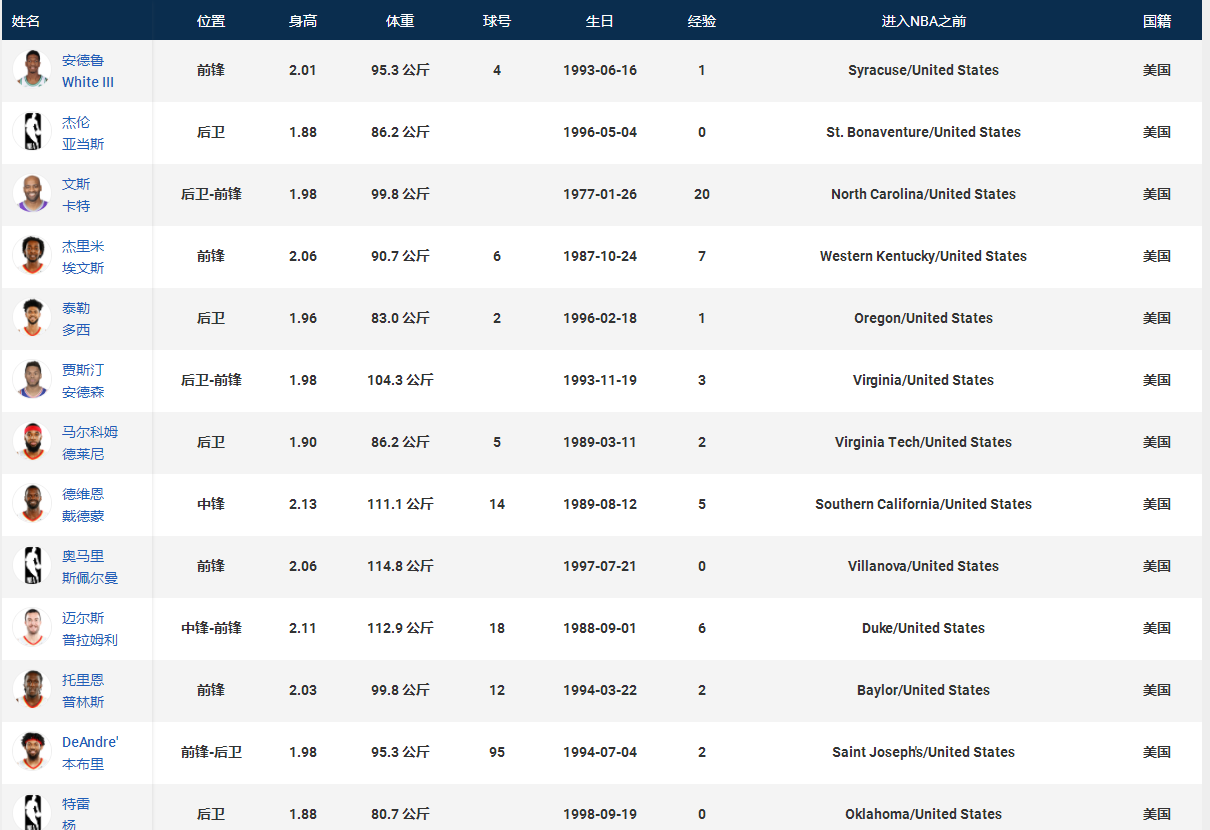 姓名 位置 身高 体重 球号 生日 经验 进入NBA之前 国籍
安德鲁
White III 前锋 2.01 95.3 公斤 4 1993-06-16 1 Syracuse/United States 美国
杰伦
亚当斯 后卫 1.88 86.2 公斤 1996-05-04 0 St. Bonaventure/United States 美国
文斯
卡特 后卫-前锋 1.98 99.8 公斤 1977-01-26 20 North Carolina/United States 美国
杰里米
埃文斯 前锋 2.06 90.7 公斤 6 1987-10-24 7 Western Kentucky/United States 美国
泰勒
多西 后卫 1.96 83.0 公斤 2 1996-02-18 1 Oregon/United States 美国
贾斯汀
安德森 后卫-前锋 1.98 104.3 公斤 1993-11-19 3 Virginia/United States 美国
马尔科姆
德莱尼 后卫 1.90 86.2 公斤 5 1989-03-11 2 Virginia Tech/United States 美国
德维恩
戴德蒙 中锋 2.13 111.1 公斤 14 1989-08-12 5 Southern California/United States 美国
奥马里
斯佩尔曼 前锋 2.06 114.8 公斤 1997-07-21 0 Villanova/United States 美国
迈尔斯
普拉姆利 中锋-前锋 2.11 112.9 公斤 18 1988-09-01 6 Duke/United States 美国
托里恩
普林斯 前锋 2.03 99.8 公斤 12 1994-03-22 2 Baylor/United States 美国
DeAndre'
本布里 前锋-后卫 1.98 95.3 公斤 95 1994-07-04 2 Saint Joseph's/United States 美国
特雷
杨 后卫 1.88 80.7 公斤 1998-09-19 0 Oklahoma/United States 美国